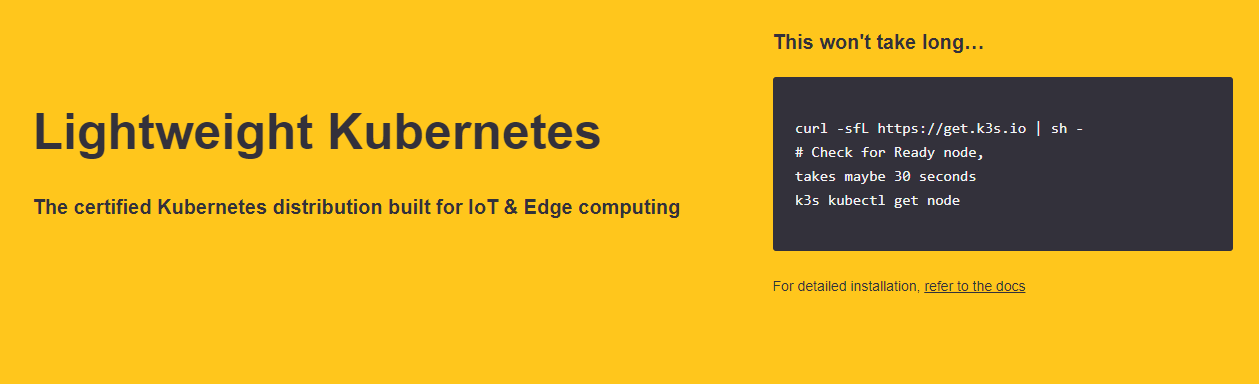 Lightweight Kubernetes
The certified Kubernetes distribution built for IoT & Edge computing
This won't take long…
curl -sfL https://get.k3s.io | sh -
# Check for Ready node,
takes maybe 30 seconds
k3s kubectl get node
For detailed installation, refer to the docs